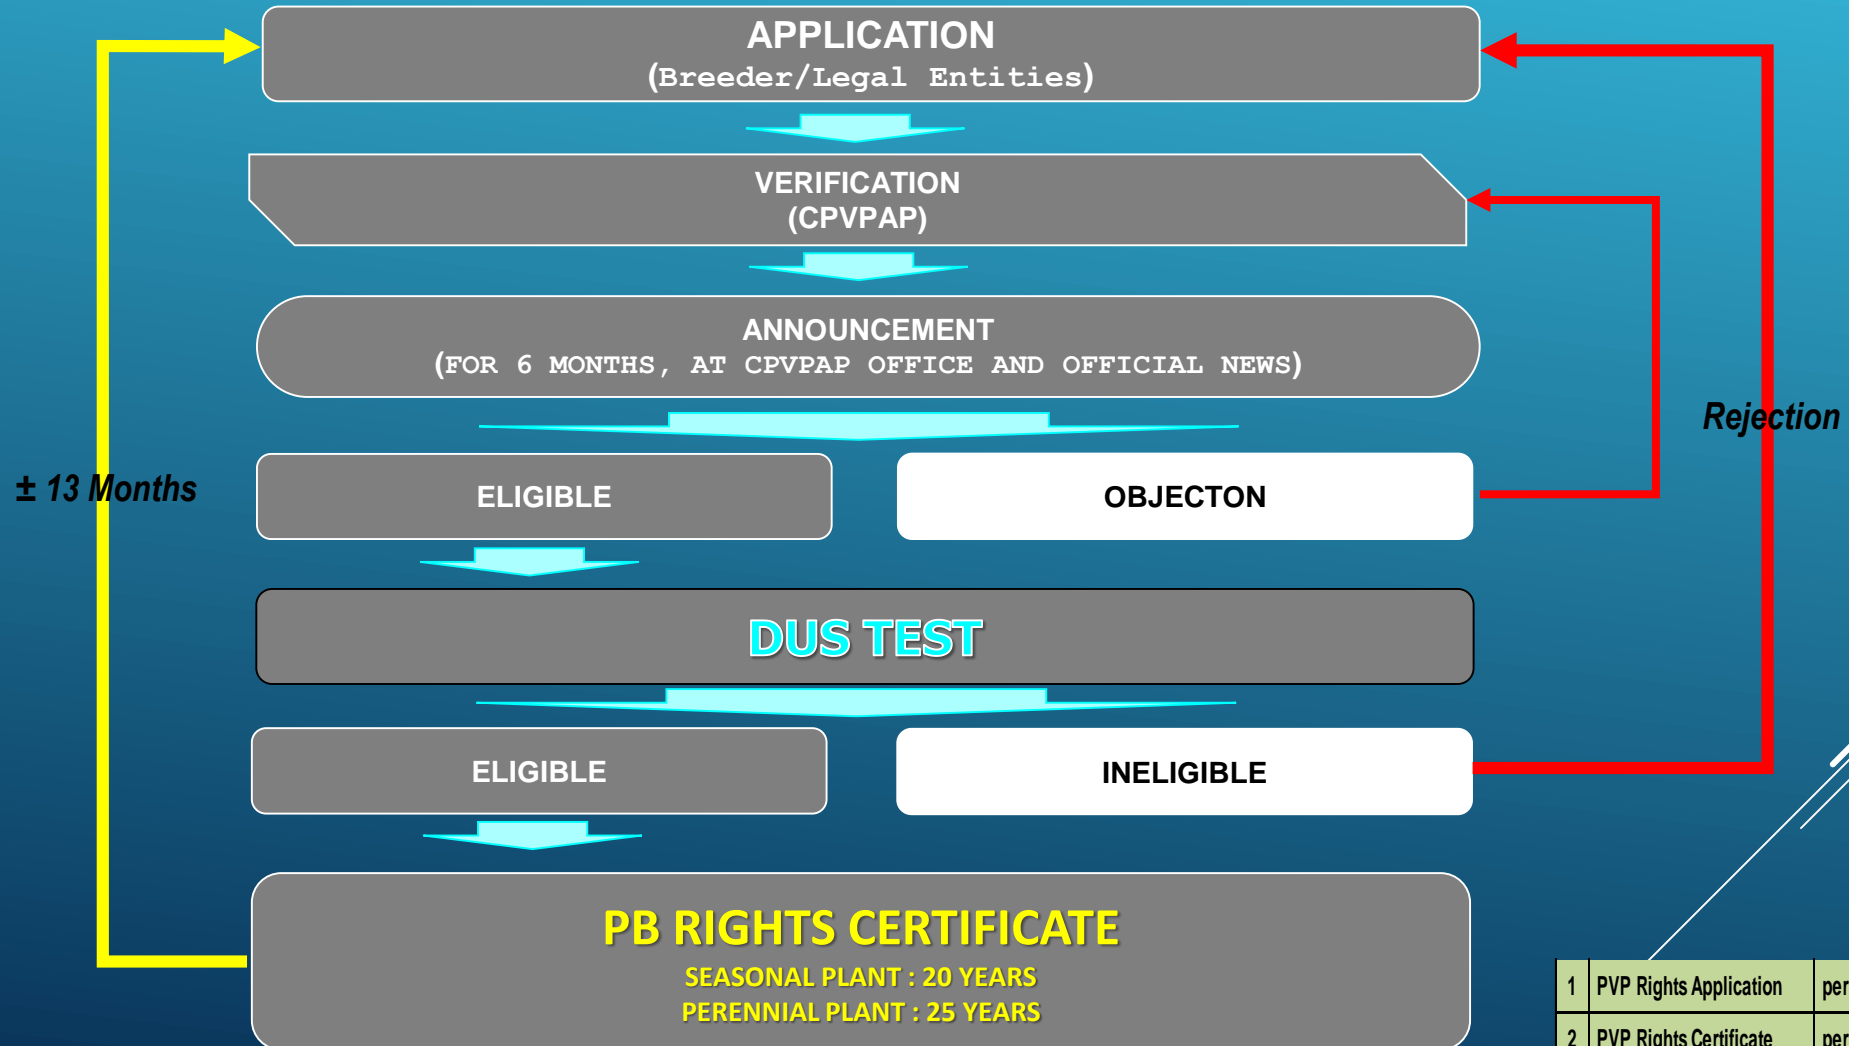 APPLICATION
(Breeder/Legal Entities)
VERIFICATION
(CPVPAP)
ANNOUNCEMENT
(FOR 6 MONTHS, AT CPVPAP OFFICE AND OFFICIAL NEWS)
Rejection
± 13 Months
ELIGIBLE
OBJECTON
DUS TEST
ELIGIBLE
INELIGIBLE
PB RIGHTS CERTIFICATE
SEASONAL PLANT : 20 YEARS
PERENNIAL PLANT : 25 YEARS
1 PVP Rights Application per
2 PVP Rights Certificate per